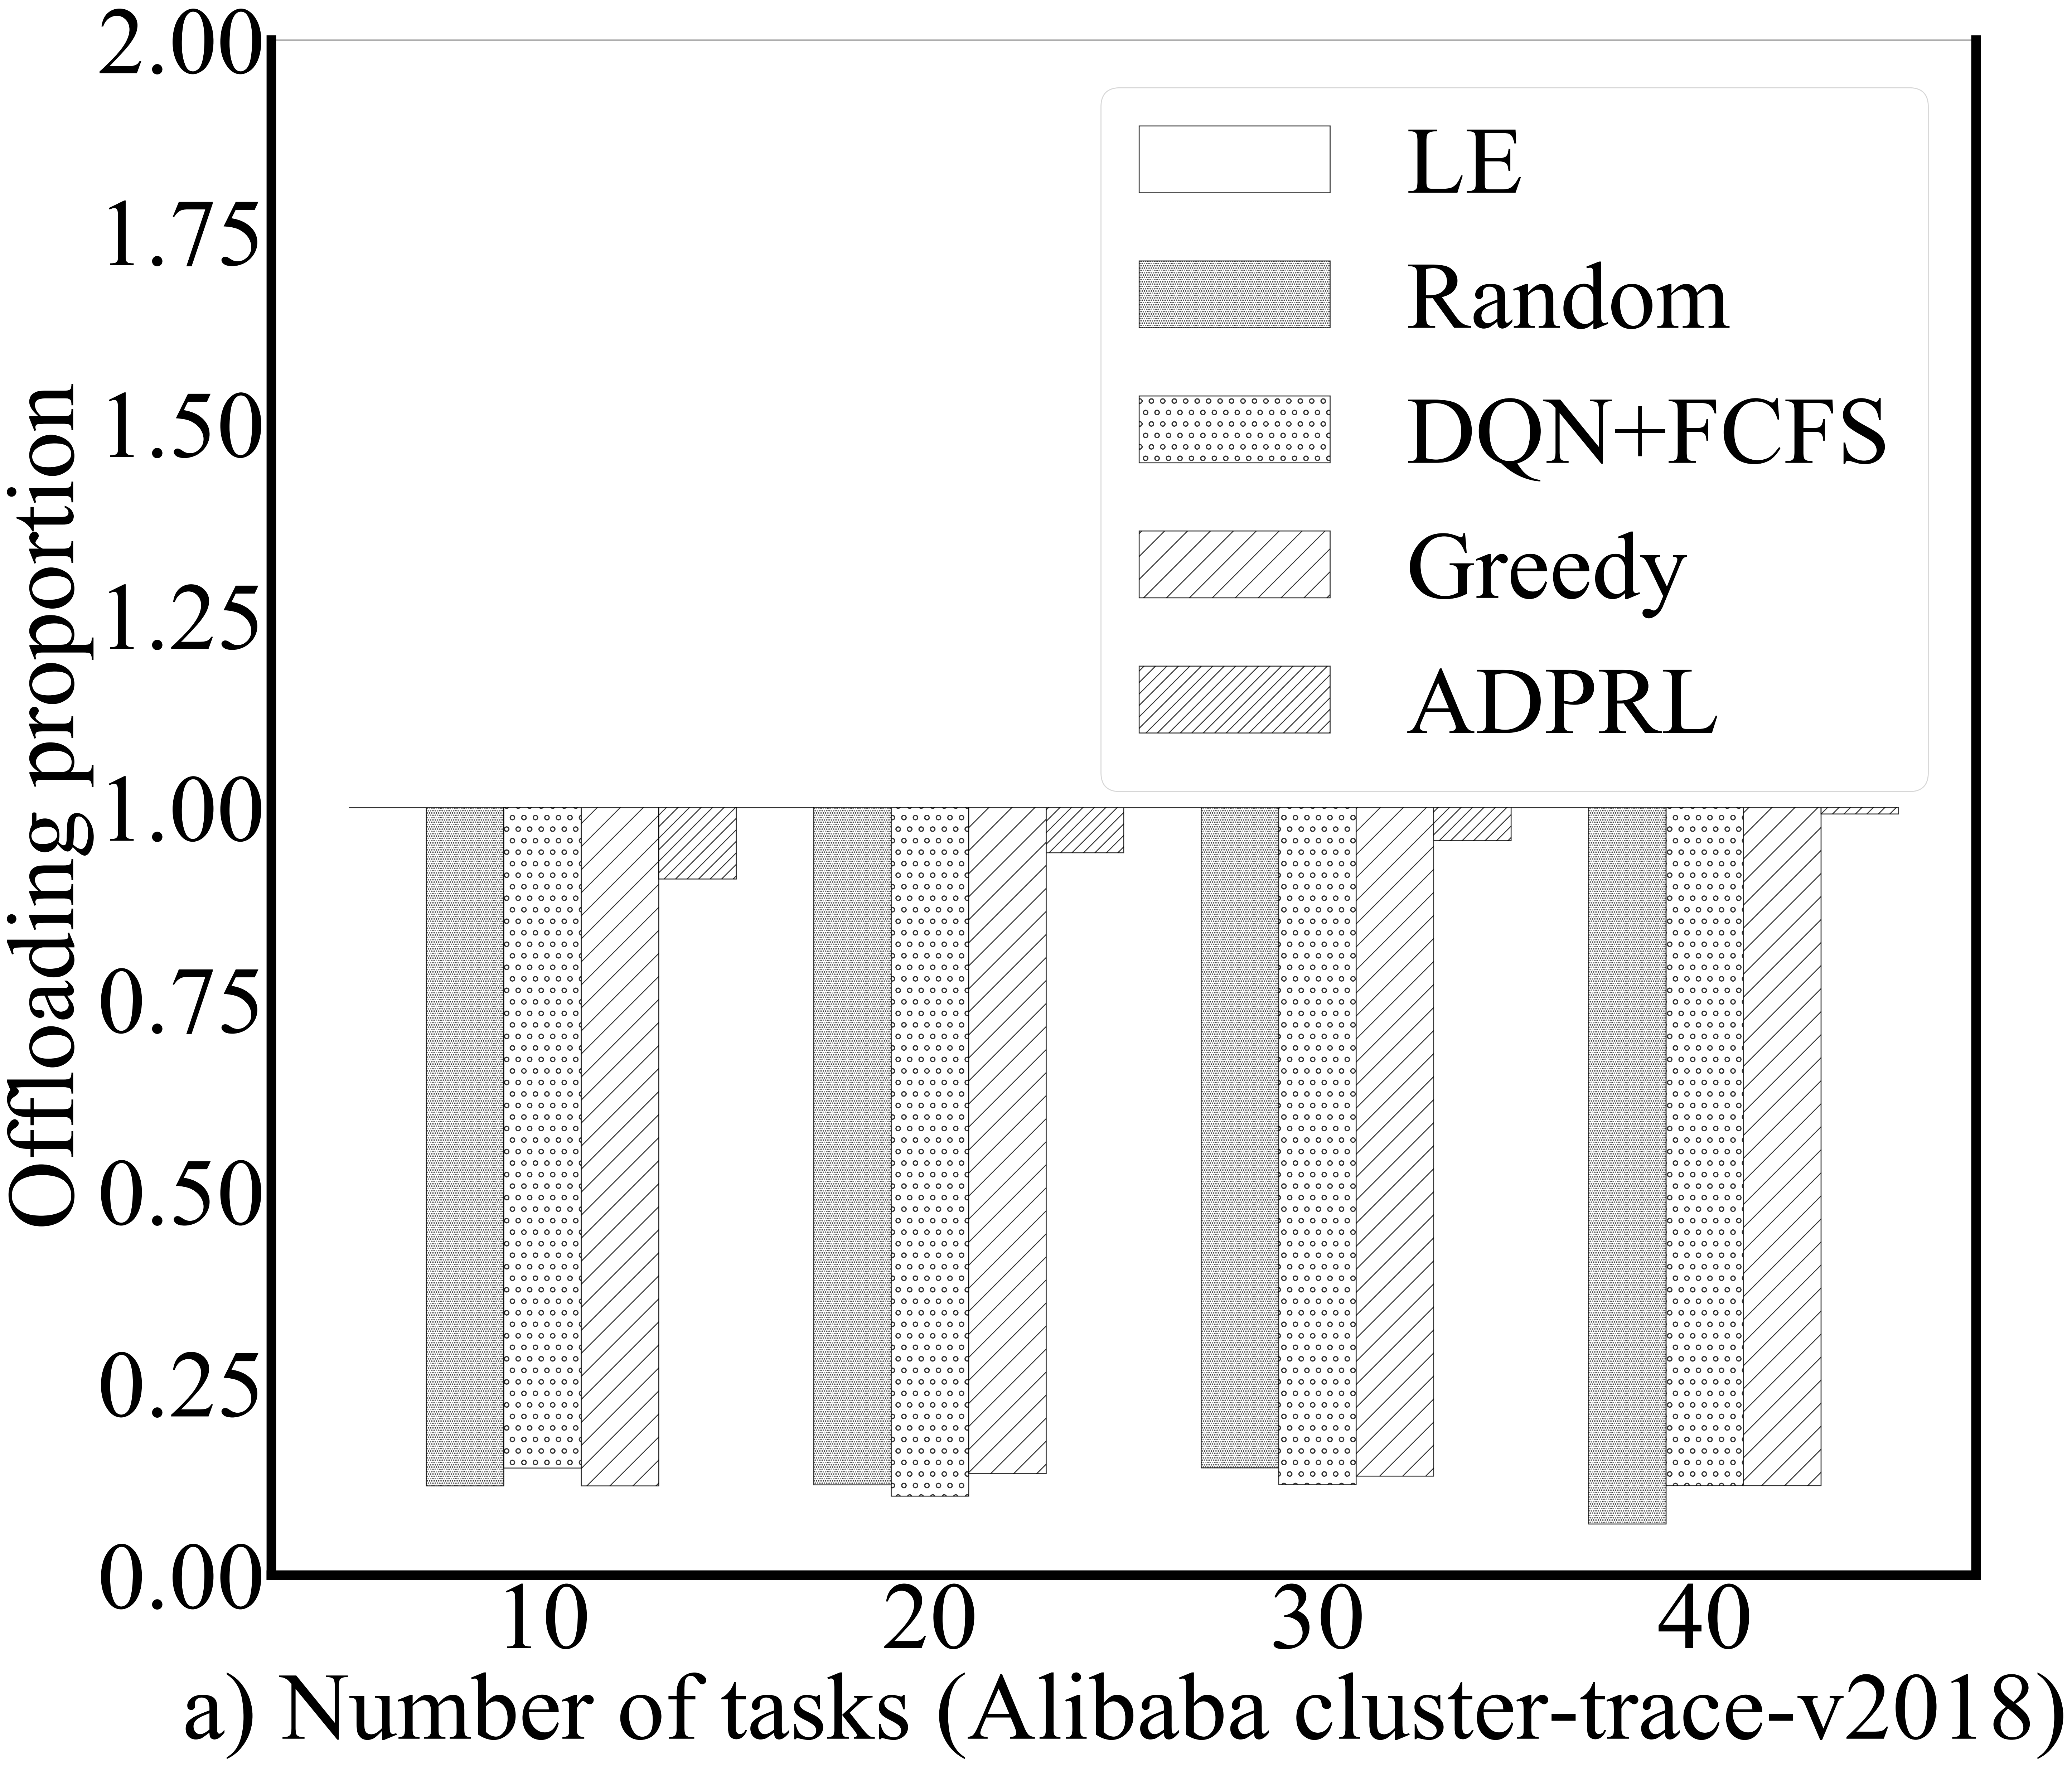 Offloading proportion
2.00
1.75
1.50
1.25
1.00
0.75
0.50
0.25
0.00
LE
Random
DQN+FCFS
Greedy
ADPRL
10 20 30 40
a) Number of tasks (Alibaba cluster-trace-v2018)